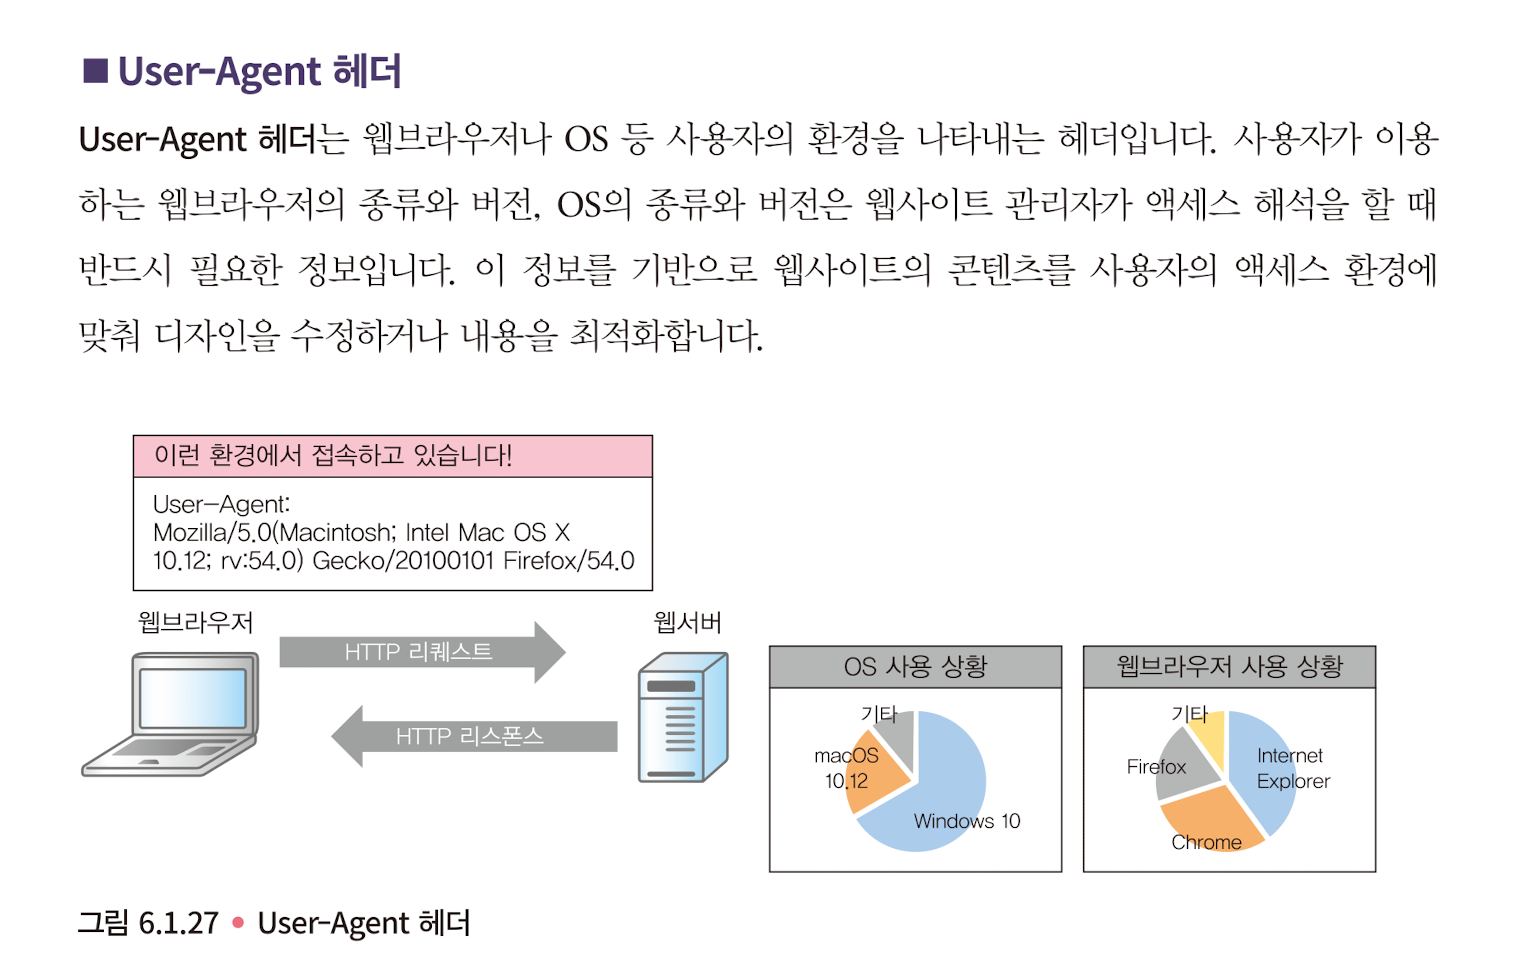 ■ User-Agent 헤더
User-Agent 헤더는 웹브라우저나 OS 등 사용자의 환경을 나타내는 헤더입니다. 사용자가 이용
하는 웹브라우저의 종류와 버전, OS의 종류와 버전은 웹사이트 관리자가 액세스 해석을 할 때
반드시 필요한 정보입니다. 이 정보를 기반으로 웹사이트의 콘텐츠를 사용자의 액세스 환경에
맞춰 디자인을 수정하거나 내용을 최적화합니다.
이런 환경에서 접속하고 있습니다!
User-Agent:
Mozilla/5.0(Macintosh; Intel Mac OS X
10.12; rv:54.0) Gecko/20100101 Firefox/54.0
웹브라우저
HTTP 리퀘스트
HTTP 리스폰스
웹서버
OS 사용 상황
기타
macOS
10.12
Windows 10
웹브라우저 사용 상황
기타
Firefox
Internet
Explorer
Chrome
그림 6.1.27 • User-Agent 헤더